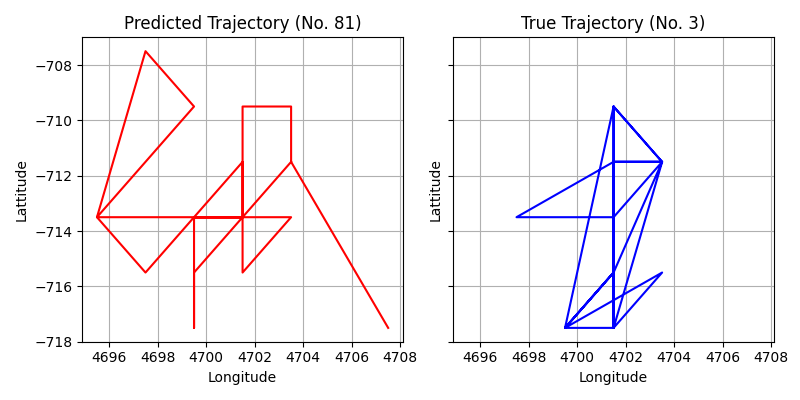 Predicted Trajectory (No. 81)
True Trajectory (No. 3)
−708
−710
−712
−714
−716
−718
Lattitude
Lattitude
4696 4698 4700 4702 4704 4706 4708
4696 4698 4700 4702 4704 4706 4708
Longitude
Longitude